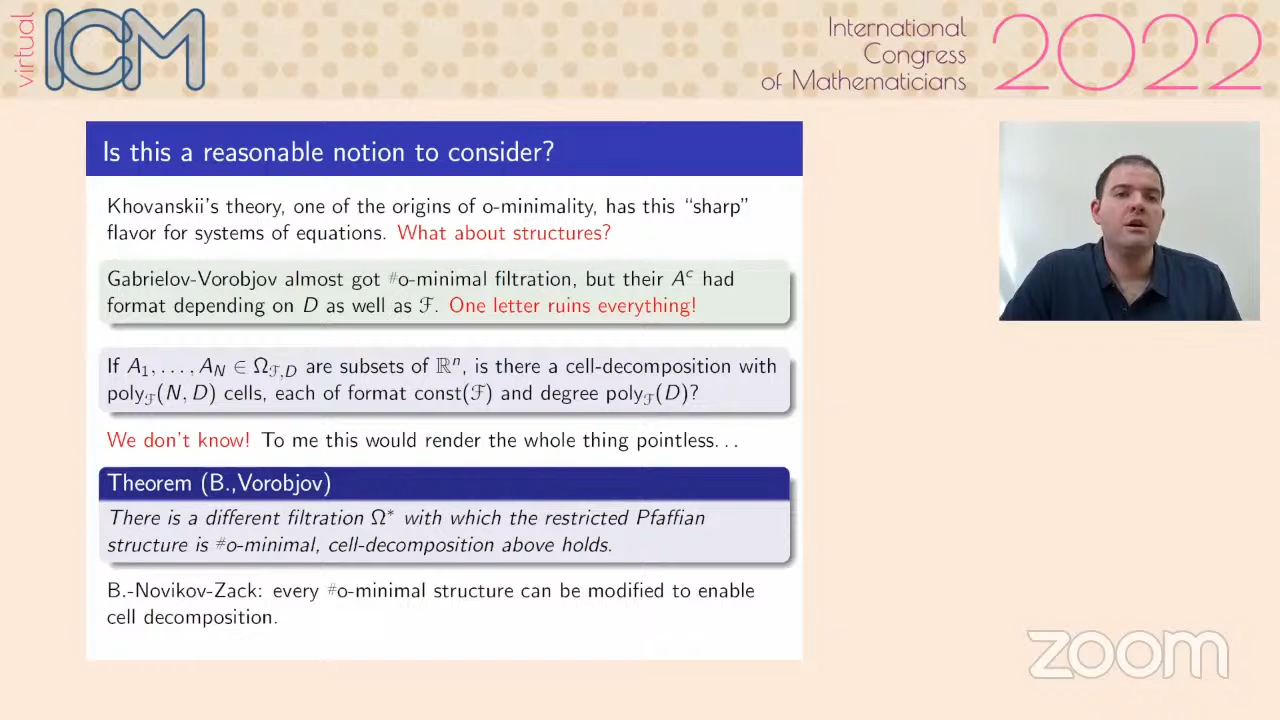 virtual
ICM
International
Congress
of Mathematicians
2022
Is this a reasonable notion to consider?
Khovanskii's theory, one of the origins of o-minimality, has this “sharp”
flavor for systems of equations. What about structures?
Gabrielov-Vorobjov almost got #o-minimal filtration, but their Aᶜ had
format depending on D as well as ℱ. One letter ruins everything!
If A₁, . . . , A_N ∈ Ω_{ℱ,D} are subsets of ℝⁿ, is there a cell-decomposition with
poly_ℱ(N, D) cells, each of format const(ℱ) and degree poly_ℱ(D)?
We don't know! To me this would render the whole thing pointless. . .
Theorem (B.,Vorobjov)
There is a different filtration Ω* with which the restricted Pfaffian
structure is #o-minimal, cell-decomposition above holds.
B.-Novikov-Zack: every #o-minimal structure can be modified to enable
cell decomposition.
zoom